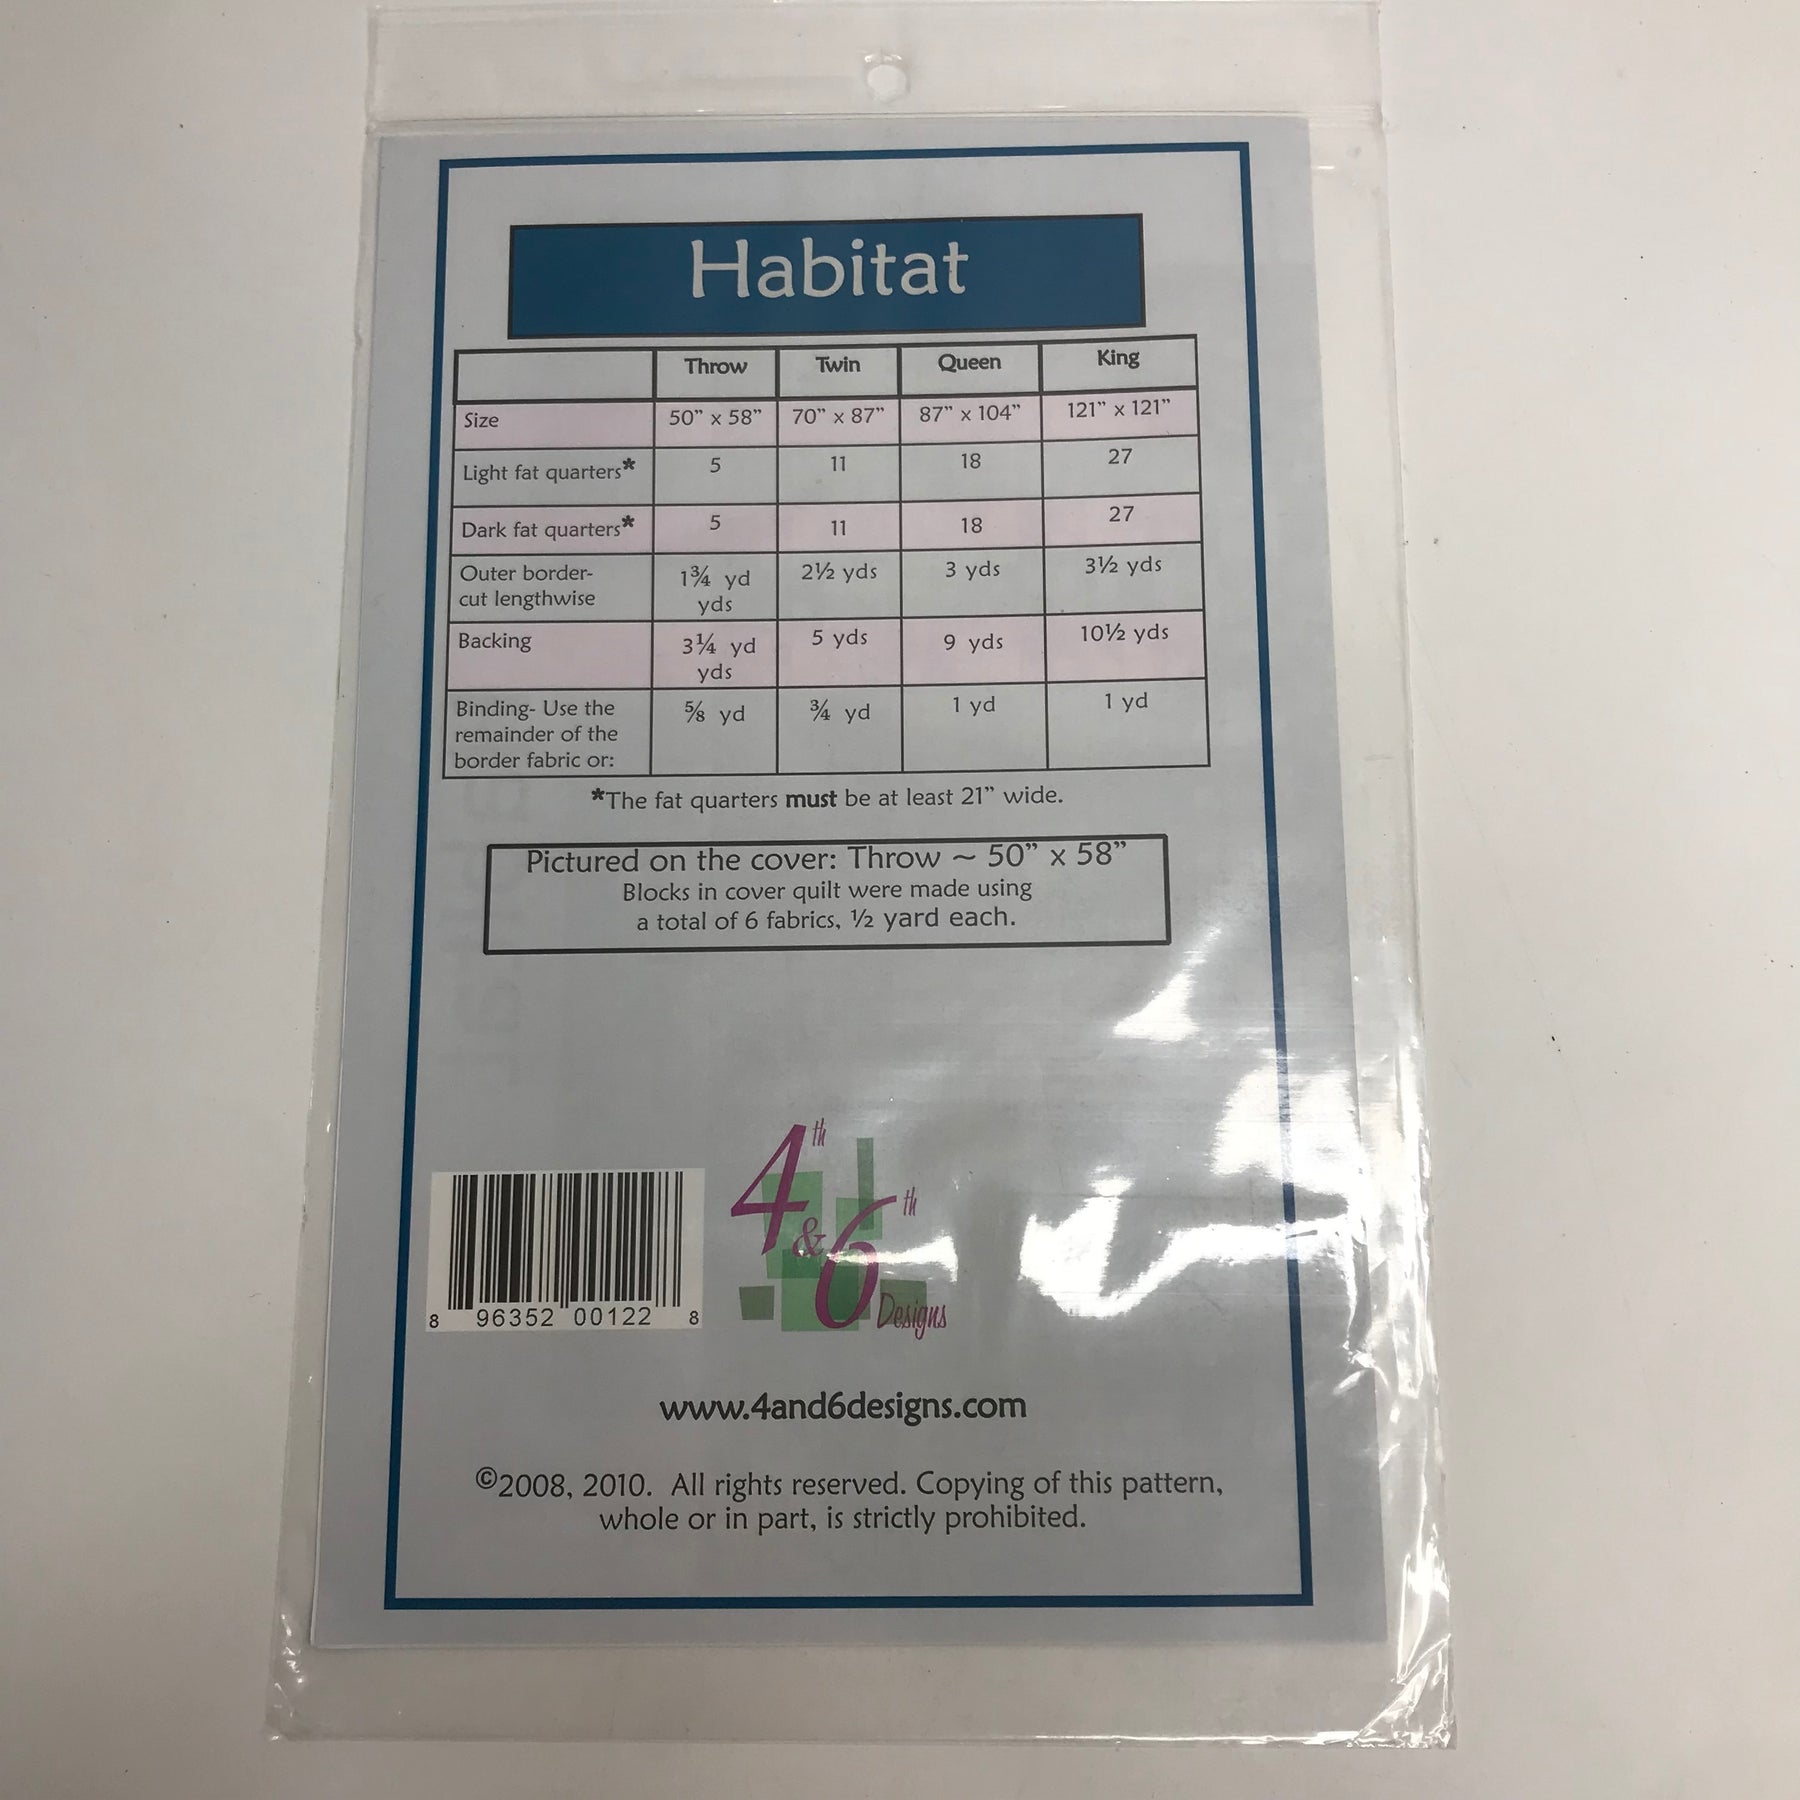 Habitat
Throw Twin Queen King
Size 50” x 58” 70” x 87” 87” x 104” 121” x 121”
Light fat quarters* 5 11 18 27
Dark fat quarters* 5 11 18 27
Outer border- 1¾ yd 2½ yds 3 yds 3½ yds
cut lengthwise yds
Backing 3¼ yd 5 yds 9 yds 10½ yds
yds
Binding- Use the ⅝ yd ¾ yd 1 yd 1 yd
remainder of the
border fabric or:
*The fat quarters must be at least 21” wide.
Pictured on the cover: Throw ~ 50” x 58”
Blocks in cover quilt were made using
a total of 6 fabrics, ½ yard each.
4th
& 6th
Designs
8 96352 00122 8
www.4and6designs.com
©2008, 2010. All rights reserved. Copying of this pattern,
whole or in part, is strictly prohibited.